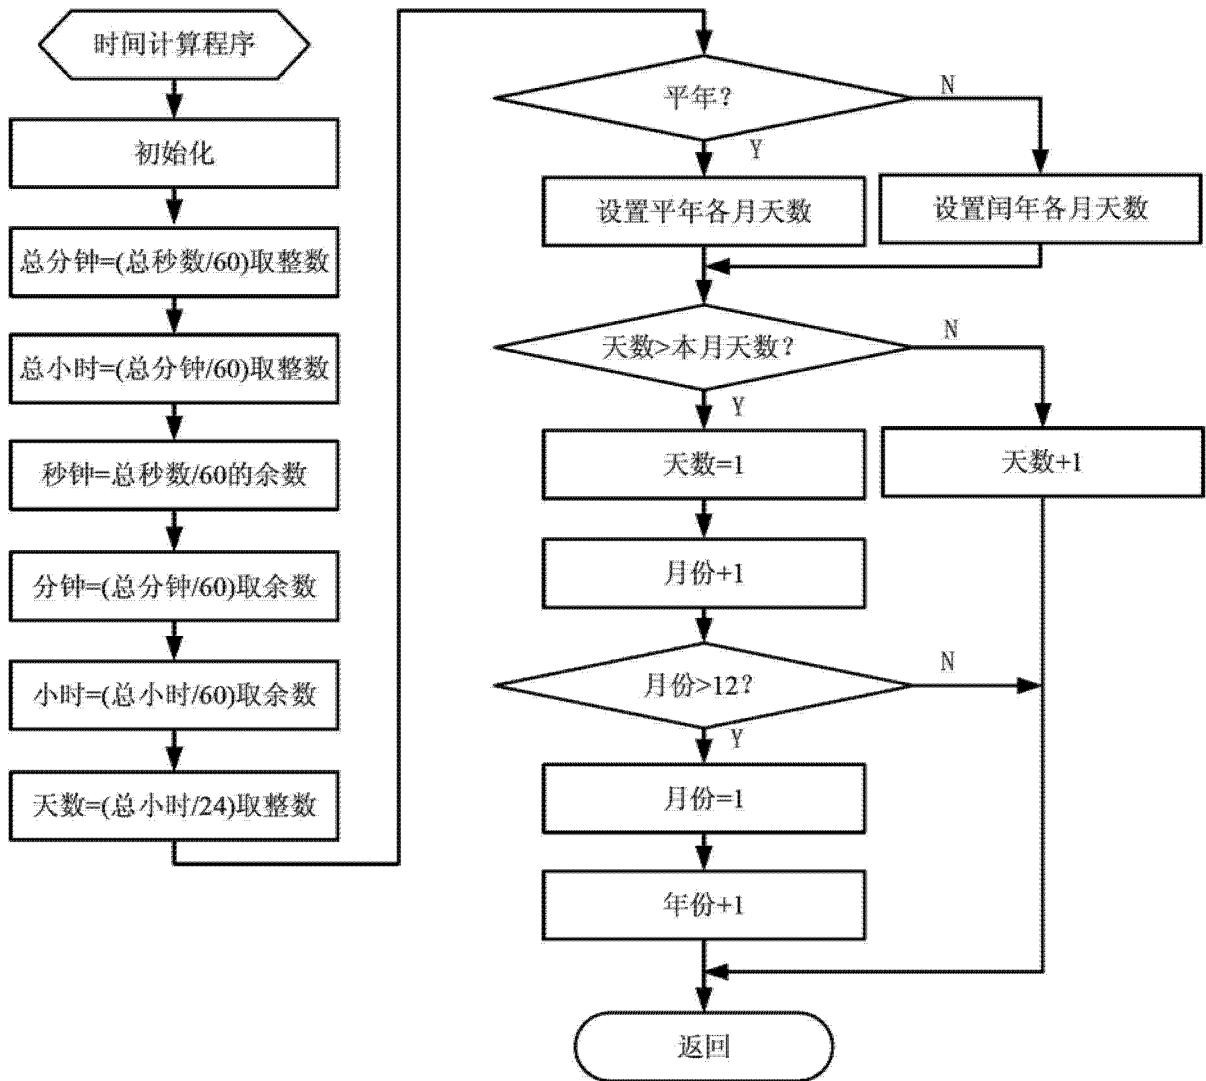 时间计算程序
初始化
总分钟=(总秒数/60)取整数
总小时=(总分钟/60)取整数
秒钟=总秒数/60的余数
分钟=(总分钟/60)取余数
小时=(总小时/60)取余数
天数=(总小时/24)取整数
平年?
N
Y
设置平年各月天数
设置闰年各月天数
天数>本月天数?
N
Y
天数=1
天数+1
月份+1
月份>12?
N
Y
月份=1
年份+1
返回